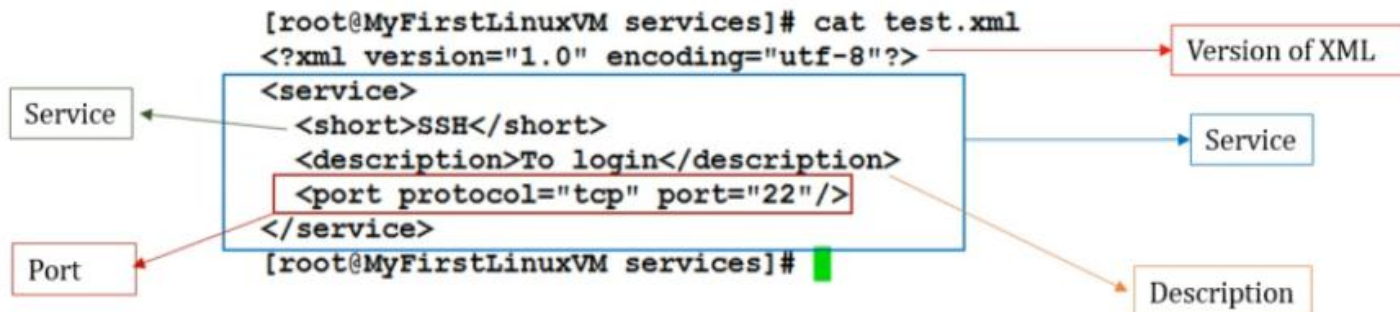 [root@MyFirstLinuxVM services]# cat test.xml
<?xml version="1.0" encoding="utf-8"?>
Version of XML
<service>
Service
<short>SSH</short>
Service
<description>To login</description>
<port protocol="tcp" port="22"/>
</service>
Port
[root@MyFirstLinuxVM services]#
Description